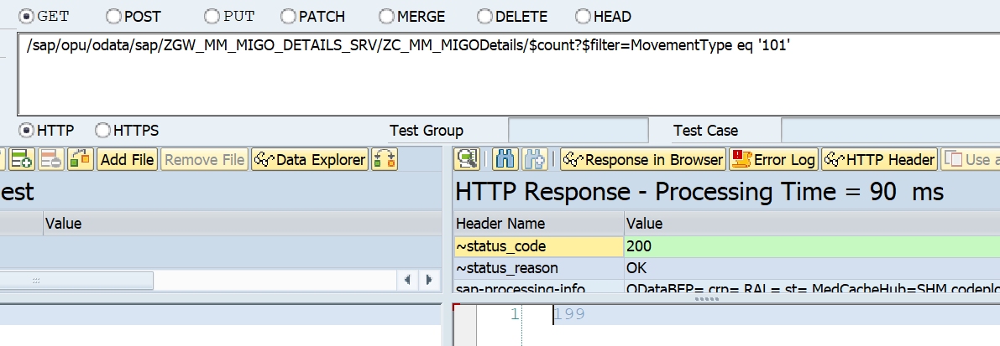 GET POST PUT PATCH MERGE DELETE HEAD
/sap/opu/odata/sap/ZGW_MM_MIGO_DETAILS_SRV/ZC_MM_MIGODetails/$count?$filter=MovementType eq '101'
HTTP HTTPS Test Group Test Case
Add File Remove File Data Explorer Response in Browser Error Log HTTP Header Use a
est
HTTP Response - Processing Time = 90 ms
Value
Header Name Value
~status_code 200
~status_reason OK
sap-processing-info ODataBEP= crp= RAL= st= MedCacheHub=SHM codeplo
1 199